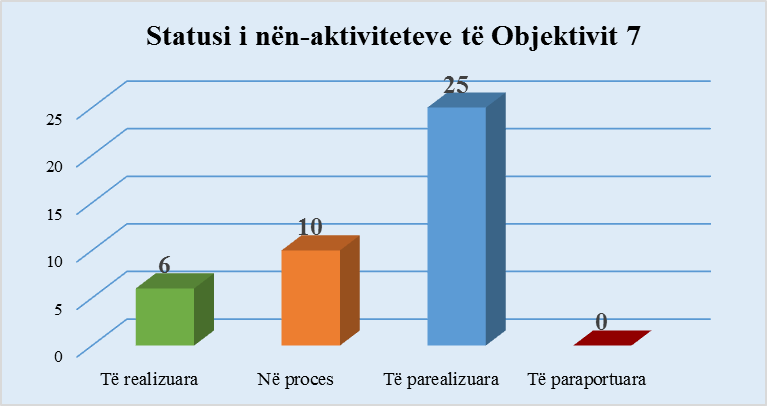 Statusi i nën-aktiviteteve të Objektivit 7
25
20
15
10
5
0
6
10
25
0
Të realizuara
Në proces
Të parealizuara
Të paraportuara